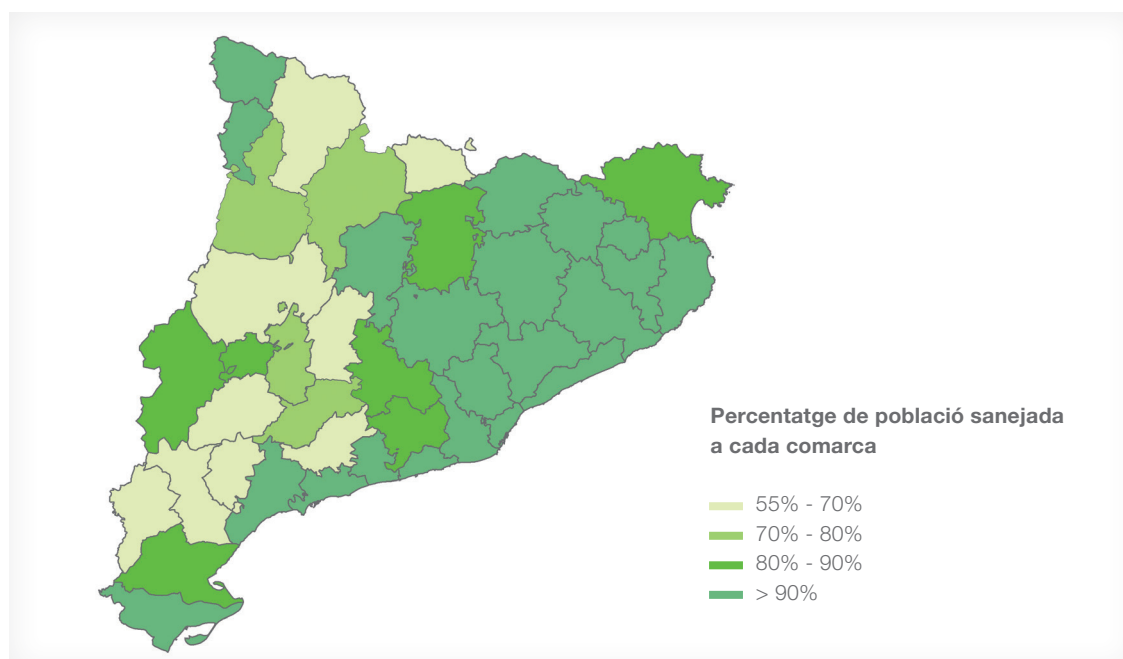 Percentatge de població sanejada
a cada comarca
55% - 70%
70% - 80%
80% - 90%
> 90%